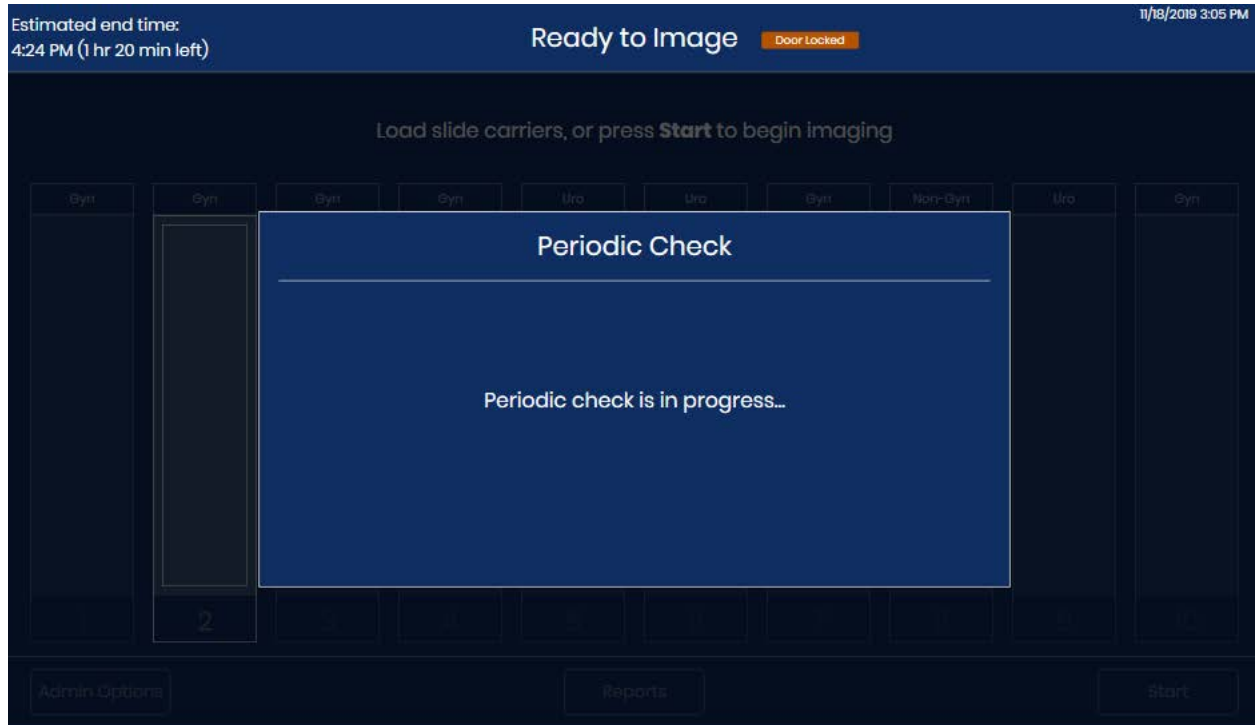 Estimated end time:
4:24 PM (1 hr 20 min left)
Ready to Image
Door Locked
11/18/2019 3:05 PM
Load slide carriers, or press Start to begin imaging
Gyn Gyn Gyn Gyn Uro Uro Gyn Non-Gyn Uro Gyn
Periodic Check
Periodic check is in progress...
2
Admin Options
Reports
Start